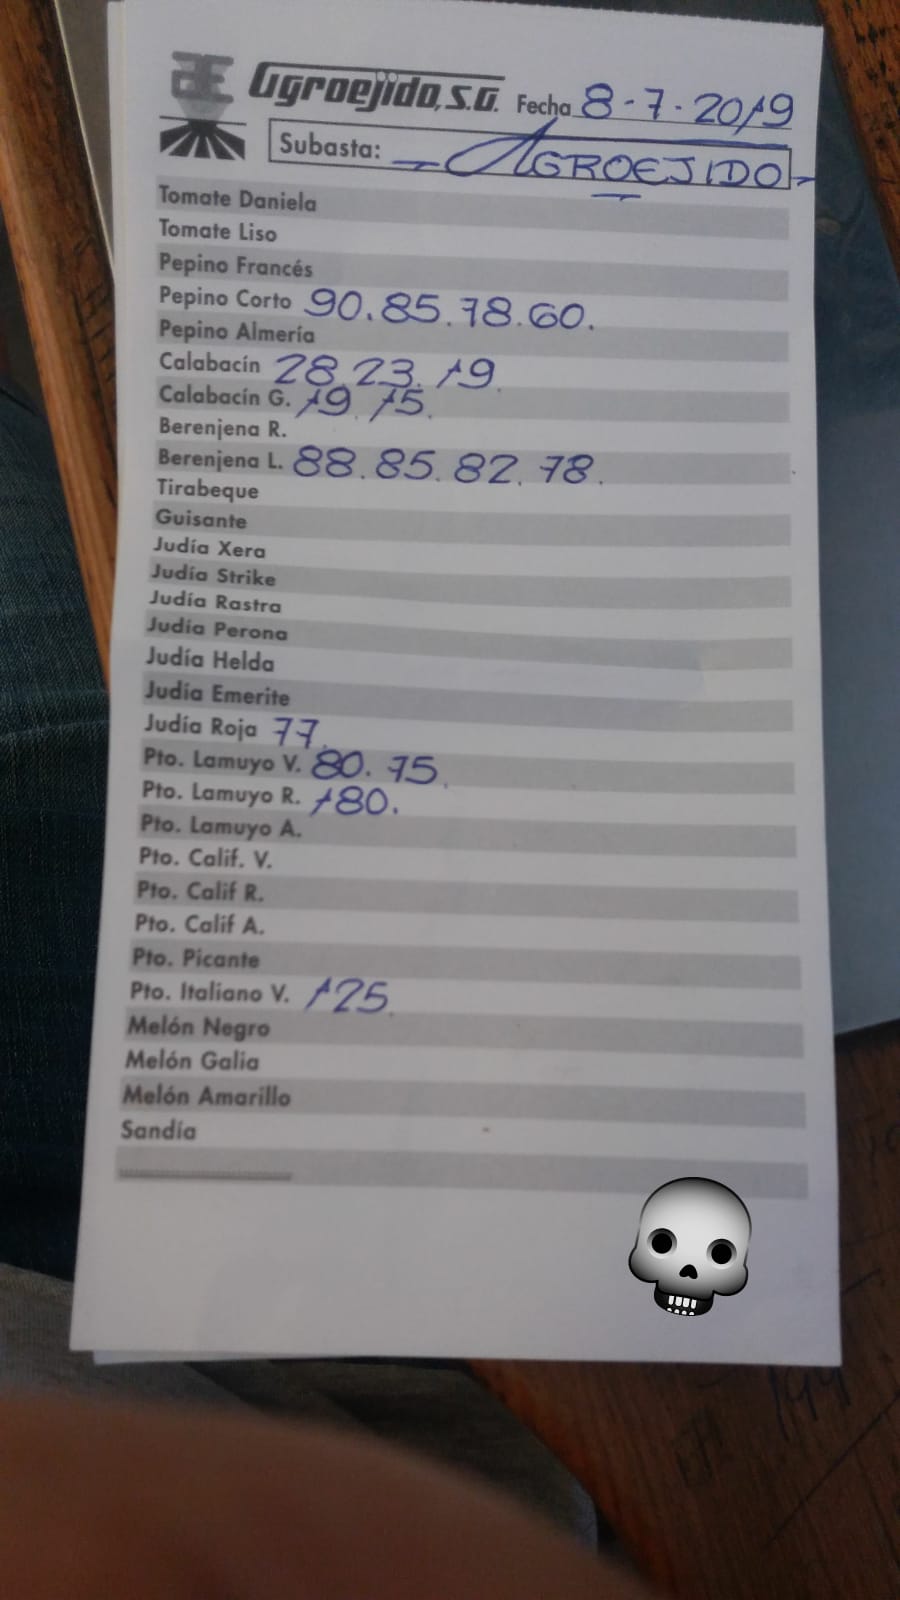 Agroejido, S.A. Fecha 8-7-2019
Subasta: AGROEJIDO
Tomate Daniela
Tomate Liso
Pepino Francés
Pepino Corto 90.85.78.60.
Pepino Almería
Calabacín 28.23.19.
Calabacín G. 19.15.
Berenjena R.
Berenjena L. 88.85.82.78.
Tirabeque
Guisante
Judía Xera
Judía Strike
Judía Rastra
Judía Perona
Judía Helda
Judía Emerite
Judía Roja 77.
Pto. Lamuyo V. 80.75.
Pto. Lamuyo R. 180.
Pto. Lamuyo A.
Pto. Calif. V.
Pto. Calif R.
Pto. Calif A.
Pto. Picante
Pto. Italiano V. 125.
Melón Negro
Melón Galia
Melón Amarillo
Sandía